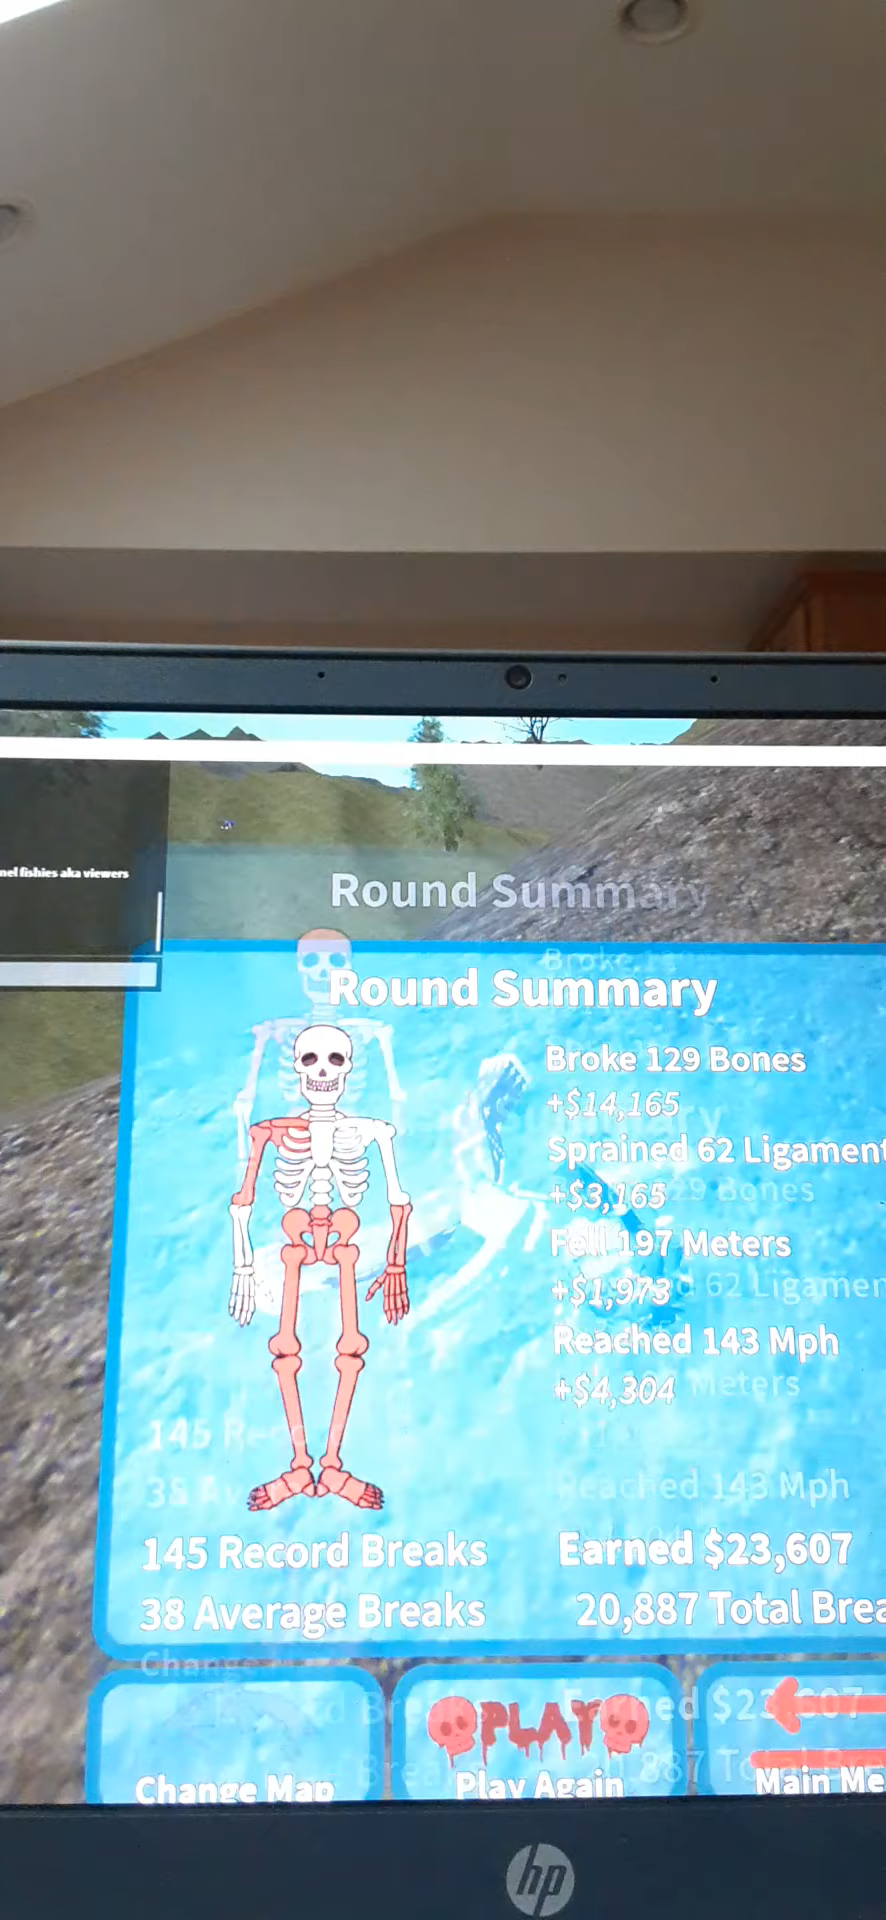 nel fishies aka viewers
Round Summary
Round Summary
Broke 129 Bones
+$14,165
Sprained 62 Ligament
+$3,165
Fell 197 Meters
+$1,973
Reached 143 Mph
+$4,304
145 Record Breaks
Earned $23,607
38 Average Breaks
20,887 Total Brea
Change Map
PLAY
Play Again
Main Me
hp